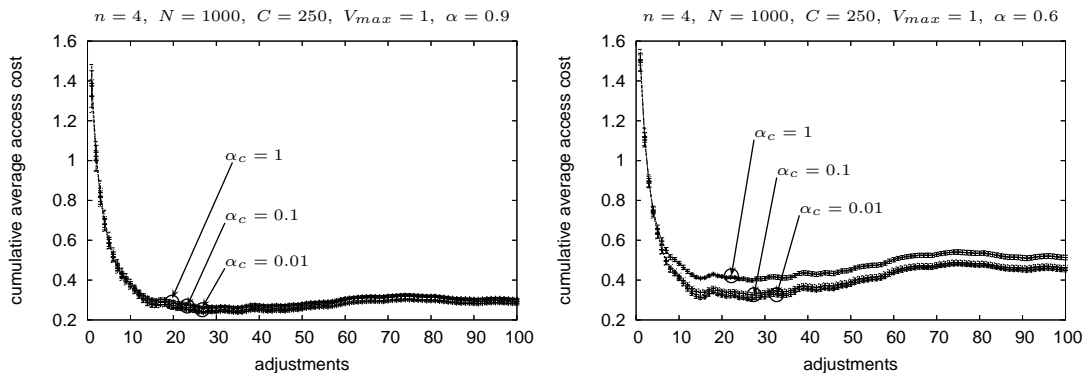 n = 4, N = 1000, C = 250, V_max = 1, α = 0.9
cumulative average access cost
1.6
1.4
1.2
1
0.8
0.6
0.4
0.2
α_c = 1
α_c = 0.1
α_c = 0.01
0 10 20 30 40 50 60 70 80 90 100
adjustments
n = 4, N = 1000, C = 250, V_max = 1, α = 0.6
cumulative average access cost
1.6
1.4
1.2
1
0.8
0.6
0.4
0.2
α_c = 1
α_c = 0.1
α_c = 0.01
0 10 20 30 40 50 60 70 80 90 100
adjustments